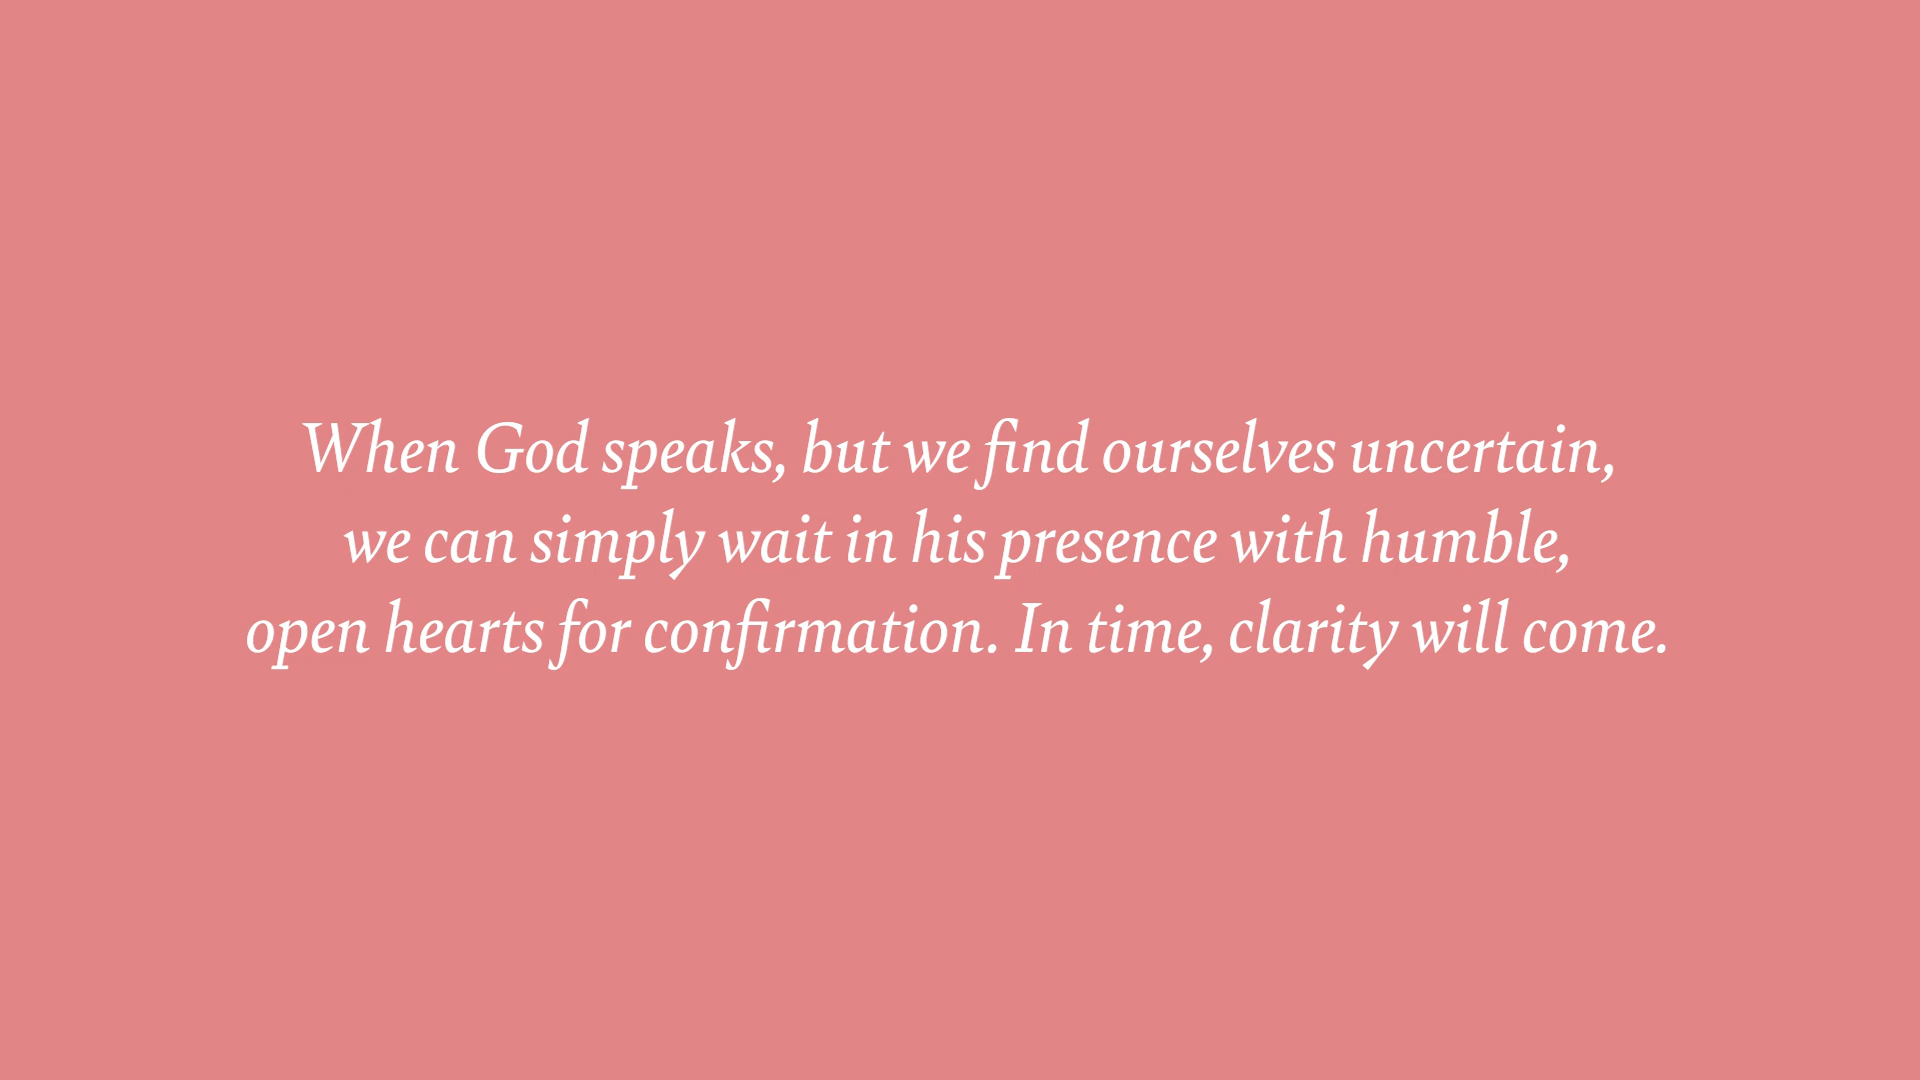 When God speaks, but we find ourselves uncertain,
we can simply wait in his presence with humble,
open hearts for confirmation. In time, clarity will come.